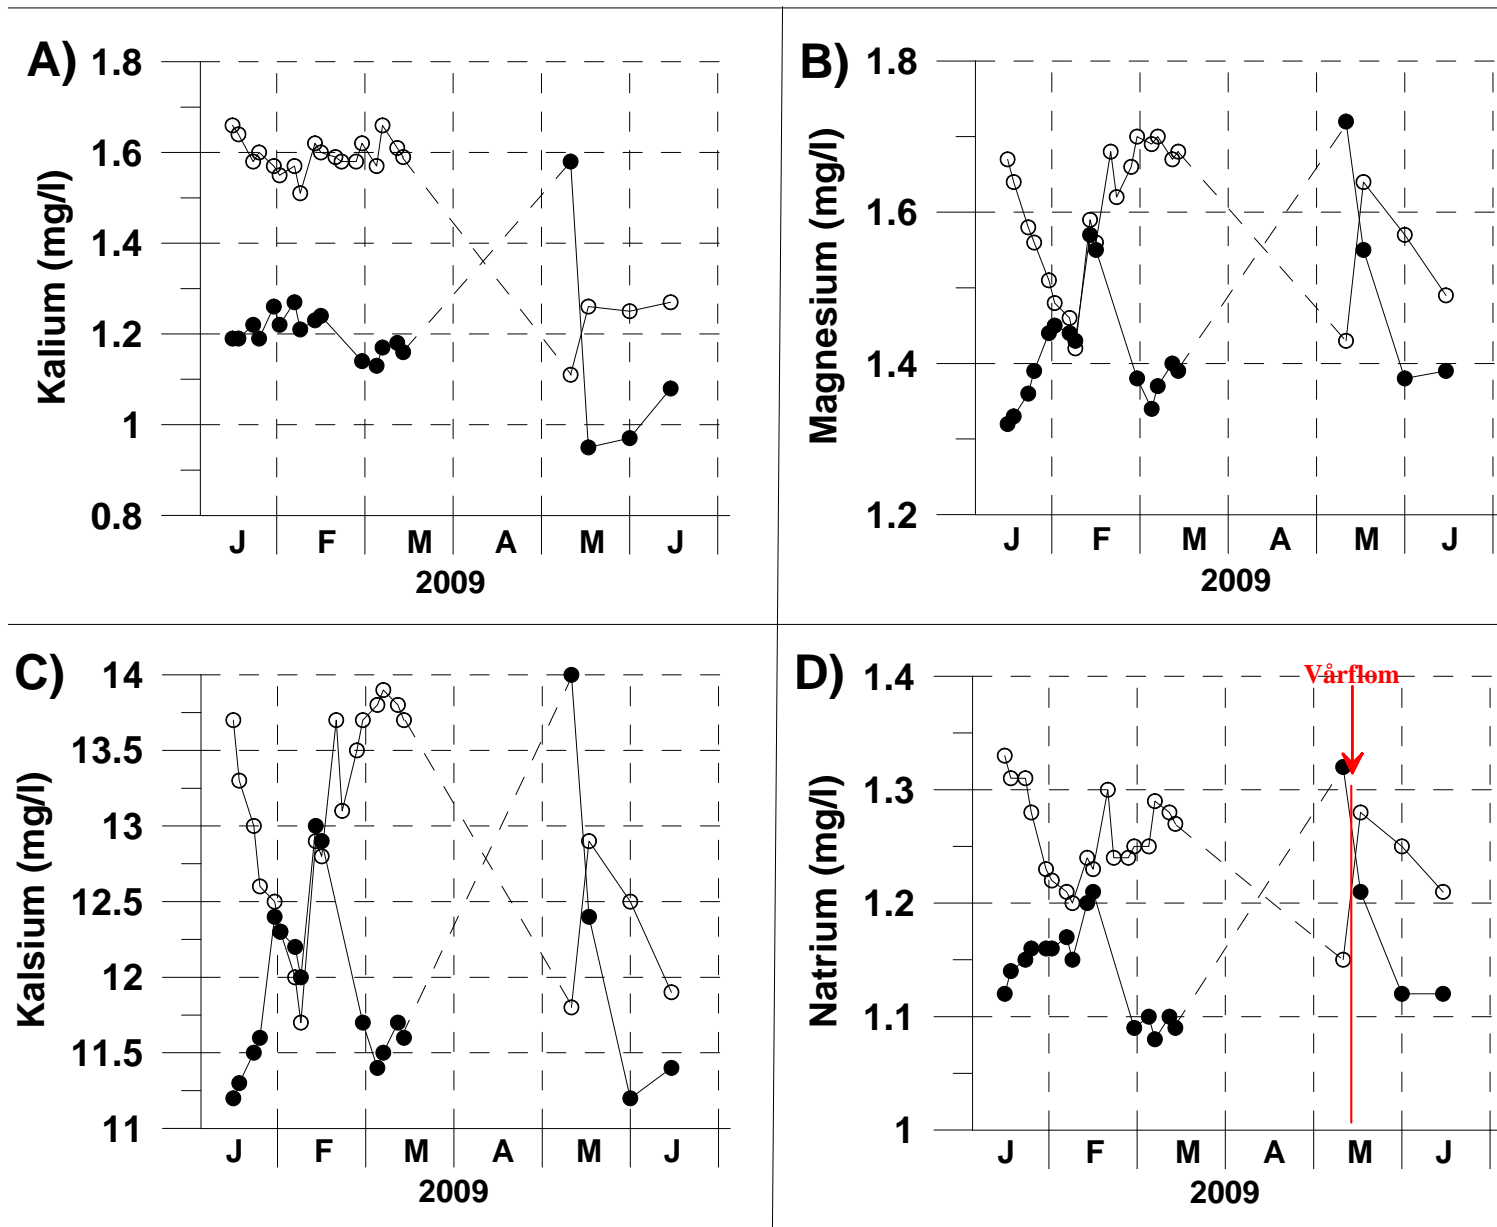 A)
Kalium (mg/l)
1.8
1.6
1.4
1.2
1
0.8
J F M A M J
2009
B)
Magnesium (mg/l)
1.8
1.6
1.4
1.2
J F M A M J
2009
C)
Kalsium (mg/l)
14
13.5
13
12.5
12
11.5
11
J F M A M J
2009
D)
Natrium (mg/l)
Vårflom
1.4
1.3
1.2
1.1
1
J F M A M J
2009